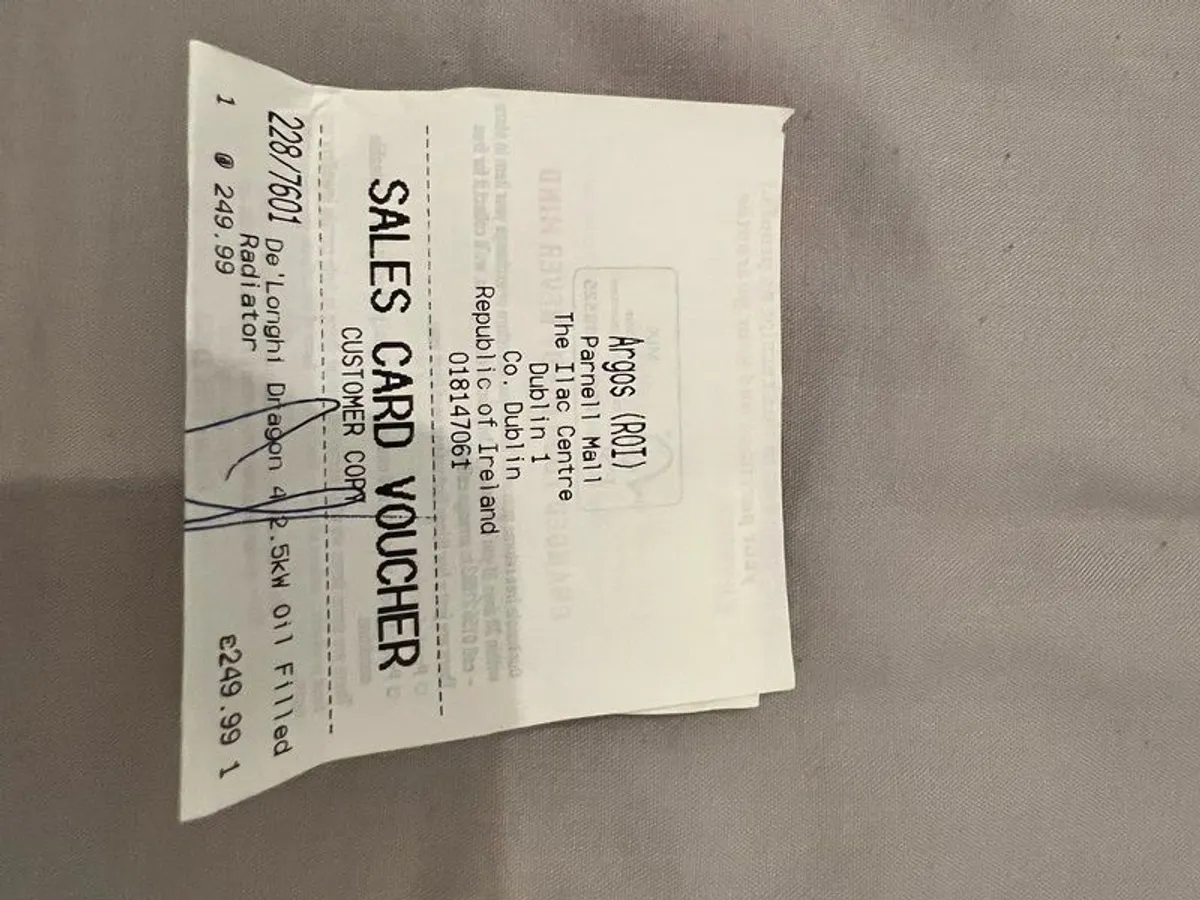 Argos (ROI)
Parnell Mall
The Ilac Centre
Dublin 1
Co. Dublin
Republic of Ireland
018147061
SALES CARD VOUCHER
CUSTOMER COPY
228/7601 De'Longhi Dragon 4 2.5kW Oil Filled
Radiator
1 @ 249.99 £249.99 1